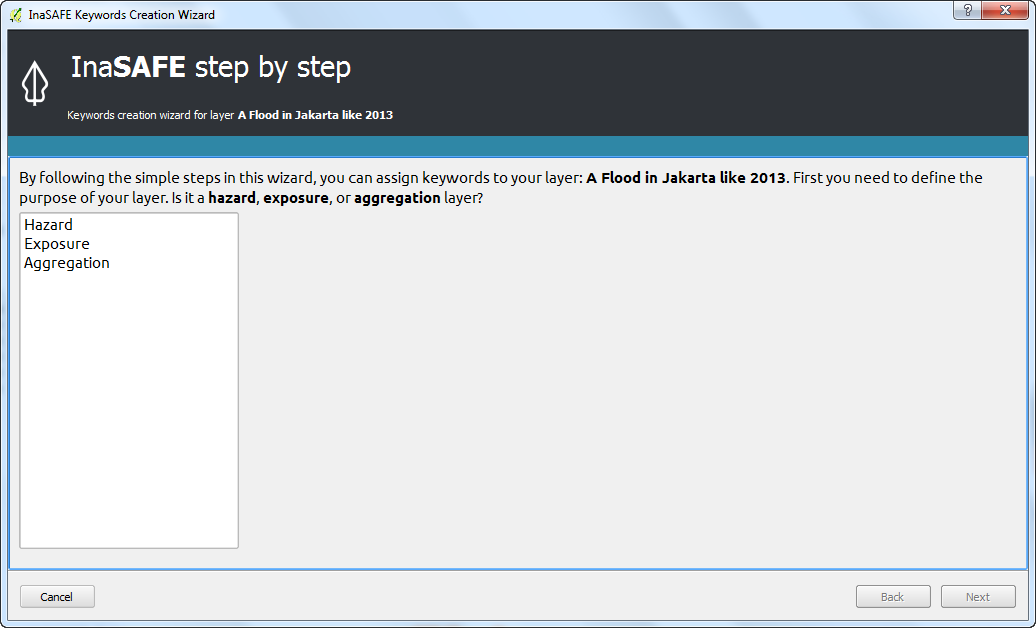 InaSAFE Keywords Creation Wizard
?
InaSAFE step by step
Keywords creation wizard for layer A Flood in Jakarta like 2013
By following the simple steps in this wizard, you can assign keywords to your layer: A Flood in Jakarta like 2013. First you need to define the
purpose of your layer. Is it a hazard, exposure, or aggregation layer?
Hazard
Exposure
Aggregation
Cancel
Back
Next